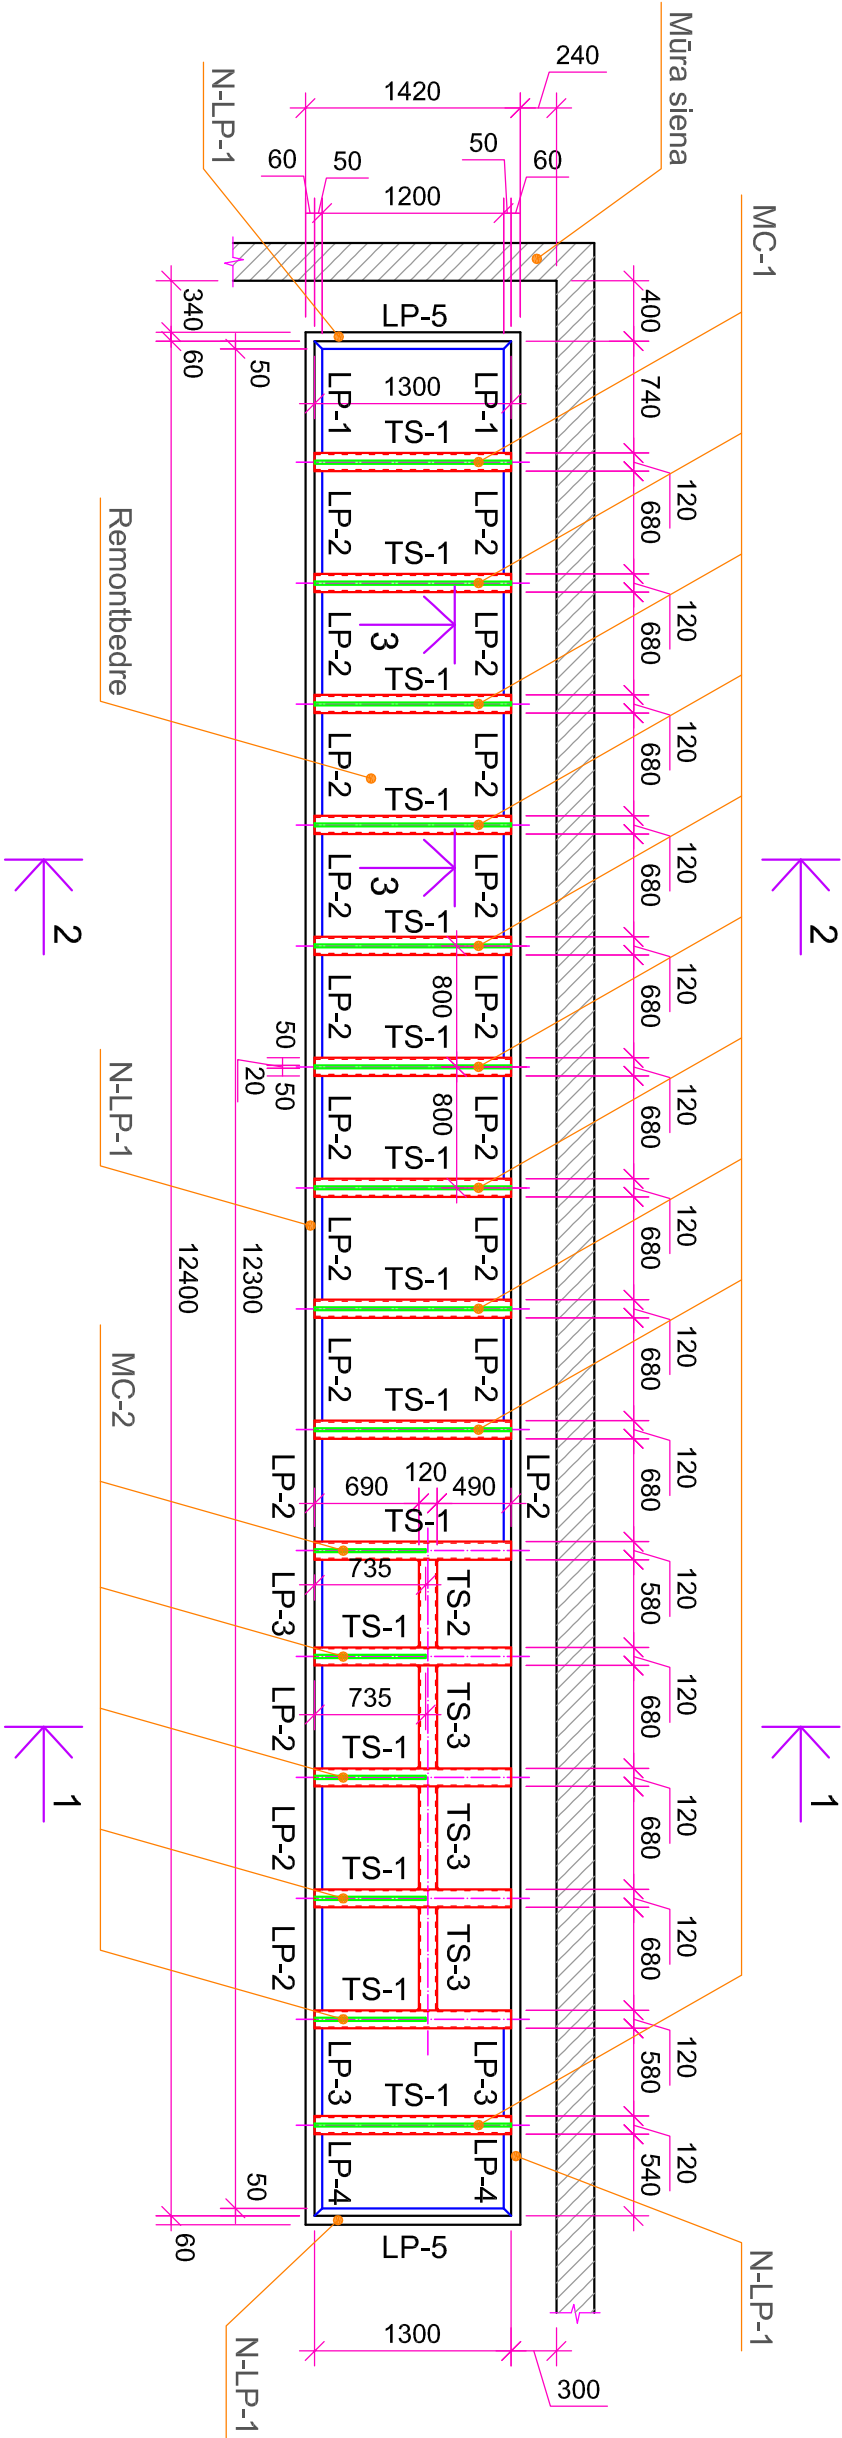 Mūra siena
240
1420
N-LP-1
60
50
50
60
1200
MC-1
400
340
60
50
LP-5
740
LP-1
1300
LP-1
TS-1
120
680
LP-2
TS-1
LP-2
120
680
LP-2
3
TS-1
LP-2
120
680
Remontbedre
LP-2
TS-1
LP-2
120
680
LP-2
3
TS-1
LP-2
2
2
120
680
LP-2
TS-1
800
LP-2
50
20
50
120
680
N-LP-1
LP-2
TS-1
800
LP-2
120
680
LP-2
TS-1
LP-2
12400
12300
120
680
LP-2
TS-1
LP-2
MC-2
120
680
LP-2
690
120
490
LP-2
TS-1
120
580
735
LP-3
TS-1
TS-2
120
680
LP-2
735
TS-1
TS-3
1
1
120
680
LP-2
TS-1
TS-3
120
680
LP-2
TS-1
TS-3
120
580
LP-3
TS-1
LP-3
120
540
LP-4
LP-4
50
60
LP-5
N-LP-1
N-LP-1
1300
300